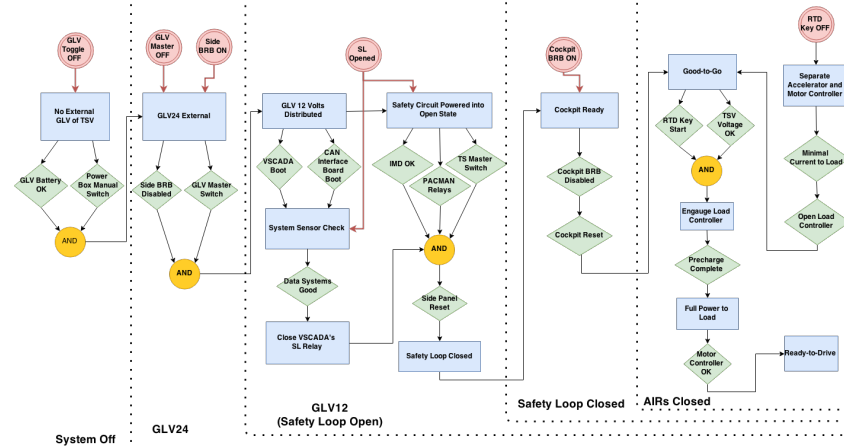 GLV
Toggle
OFF
No External
GLV of TSV
GLV Battery
OK
Power
Box Manual
Switch
AND
System Off
GLV
Master
OFF
Side
BRB ON
GLV24 External
Side BRB
Disabled
GLV Master
Switch
AND
GLV24
SL
Opened
GLV 12 Volts
Distributed
Safety Circuit Powered into
Open State
VSCADA
Boot
CAN
Interface
Board
Boot
IMD OK
PACMAN
Relays
TS Master
Switch
System Sensor Check
AND
Data Systems
Good
Side Panel
Reset
Close VSCADA's
SL Relay
Safety Loop Closed
GLV12
(Safety Loop Open)
Cockpit
BRB ON
Cockpit Ready
Cockpit BRB
Disabled
Cockpit Reset
Safety Loop Closed
RTD
Key OFF
Good-to-Go
Separate
Accelerator and
Motor Controller
RTD Key
Start
TSV
Voltage
OK
Minimal
Current to Load
AND
Engauge Load
Controller
Open Load
Controller
Precharge
Complete
Full Power to
Load
Motor
Controller
OK
Ready-to-Drive
AIRs Closed